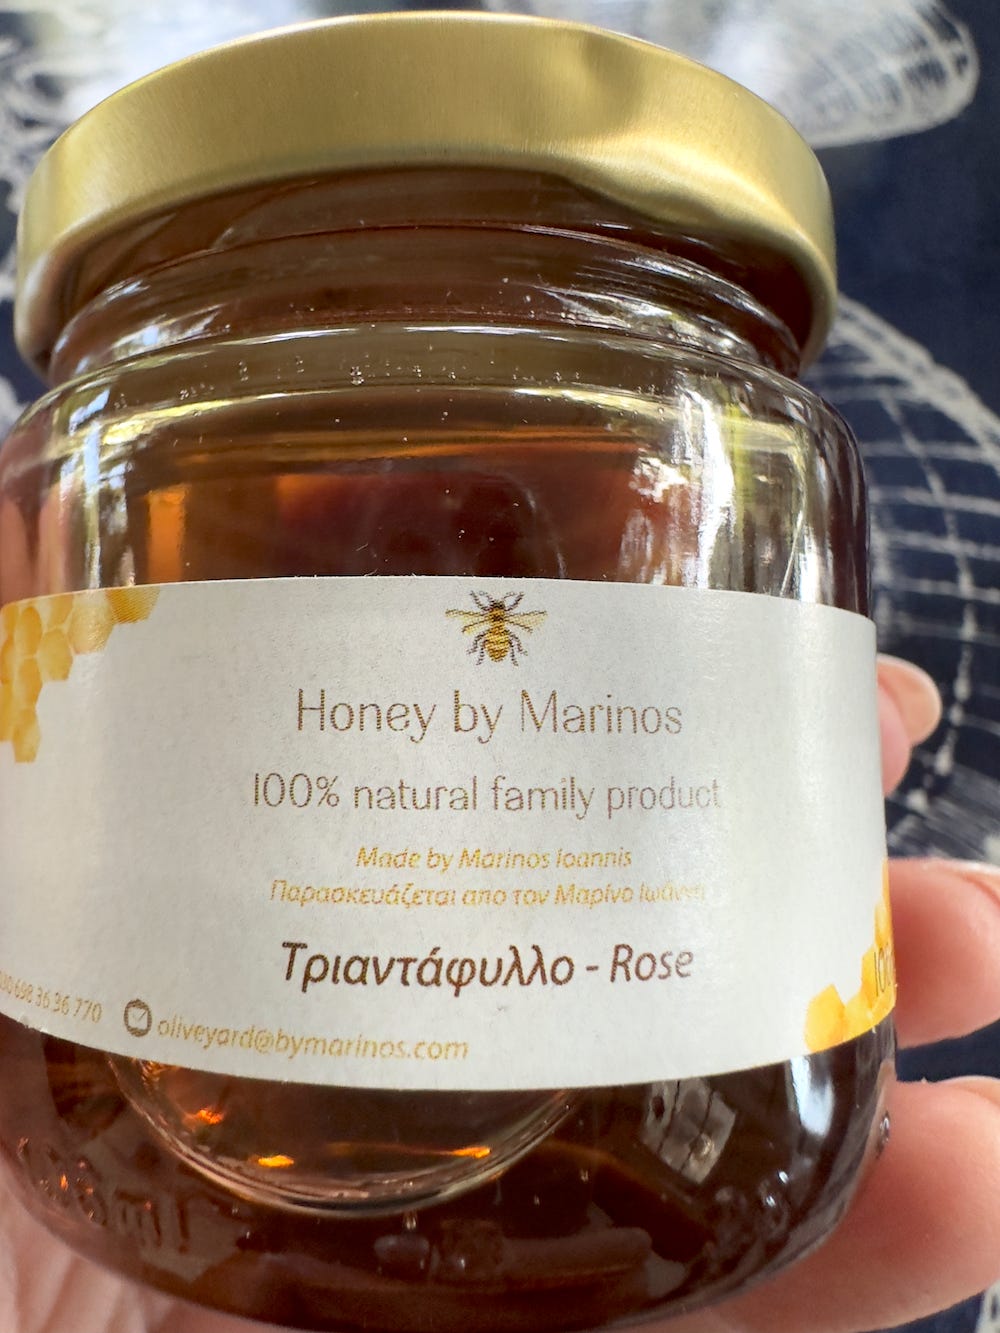 Honey by Marinos
100% natural family product
Made by Marinos Ioannis
Παρασκευάζεται απο τον Μαρίνο Ιωάννη
Τριαντάφυλλο - Rose
698 36 36 770
oliveyard@bymarinos.com